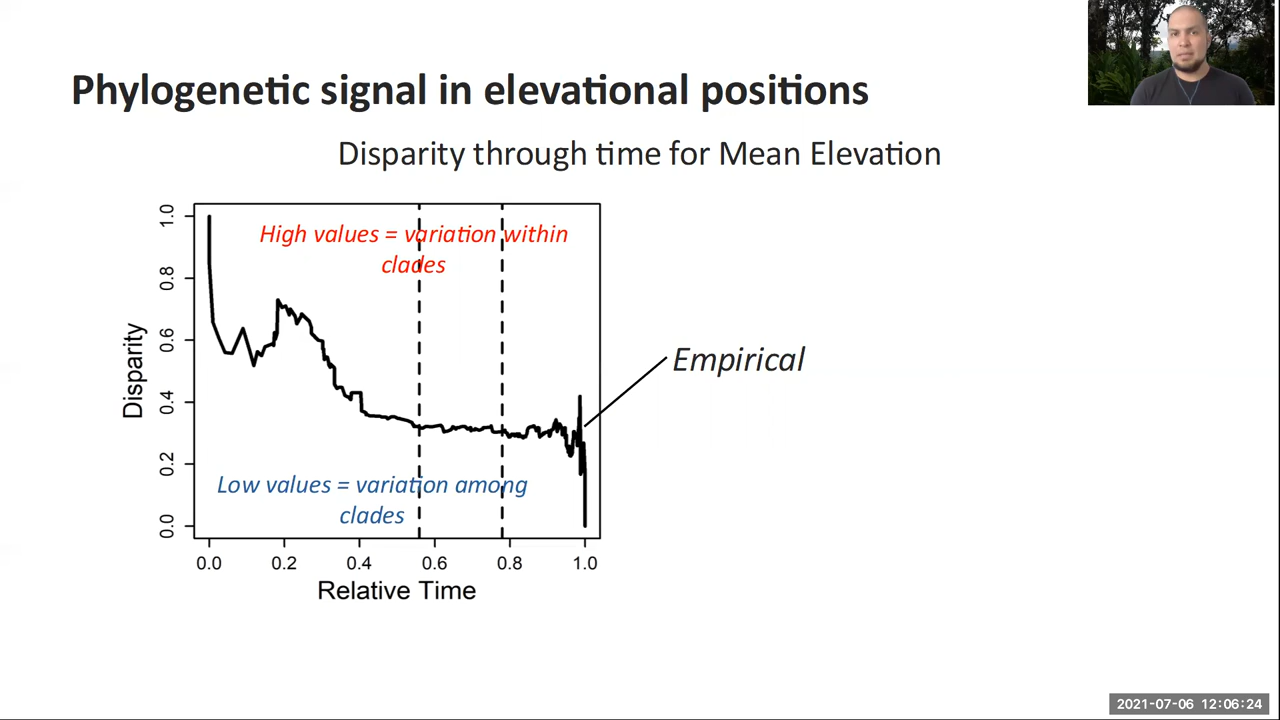 Phylogenetic signal in elevational positions
Disparity through time for Mean Elevation
High values = variation within
clades
Low values = variation among
clades
Empirical
Disparity
0.0 0.2 0.4 0.6 0.8 1.0
0.0 0.2 0.4 0.6 0.8 1.0
Relative Time
2021-07-06 12:06:24